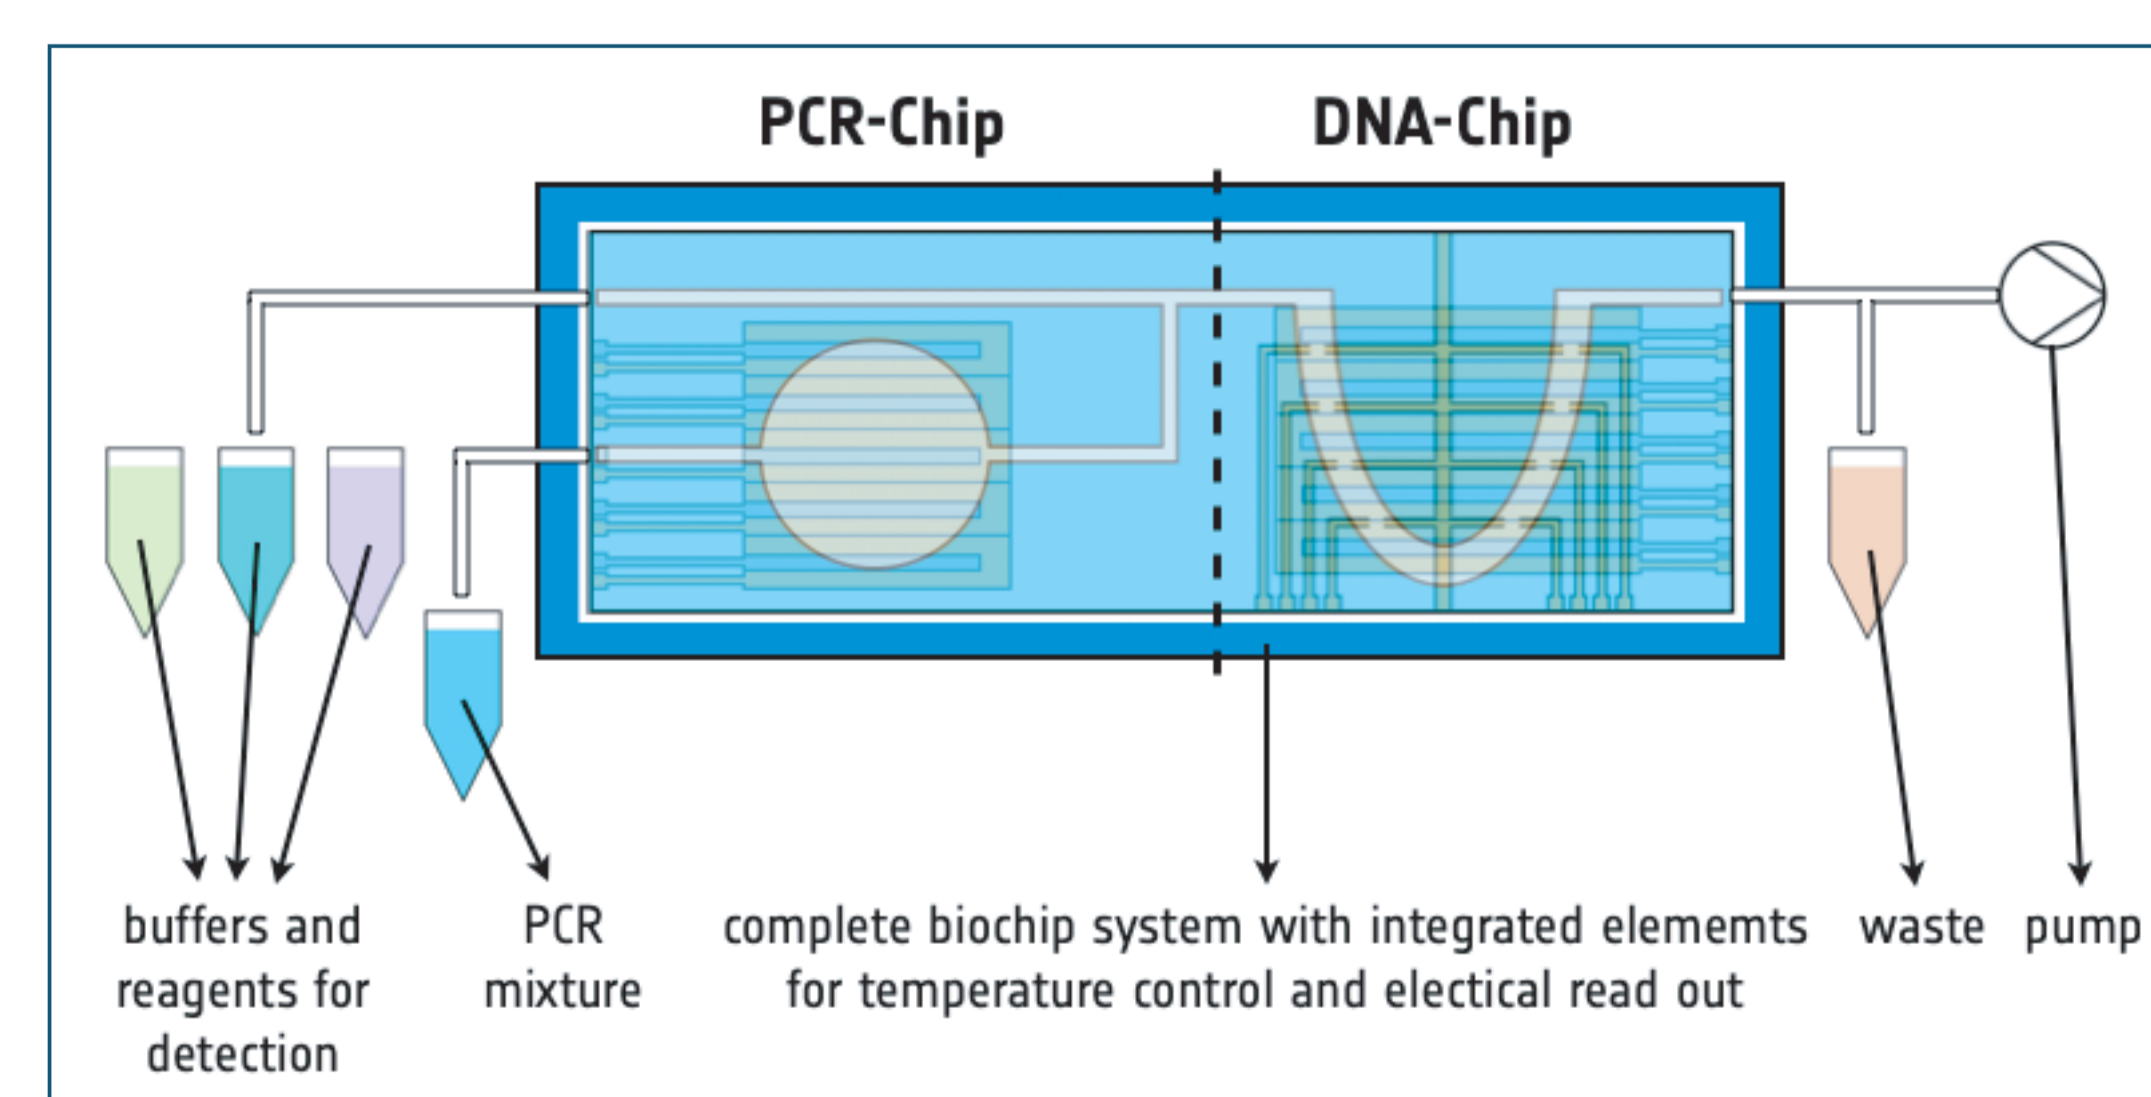 PCR-Chip
DNA-Chip
buffers and
reagents for
detection
PCR
mixture
complete biochip system with integrated elememts
for temperature control and electical read out
waste
pump